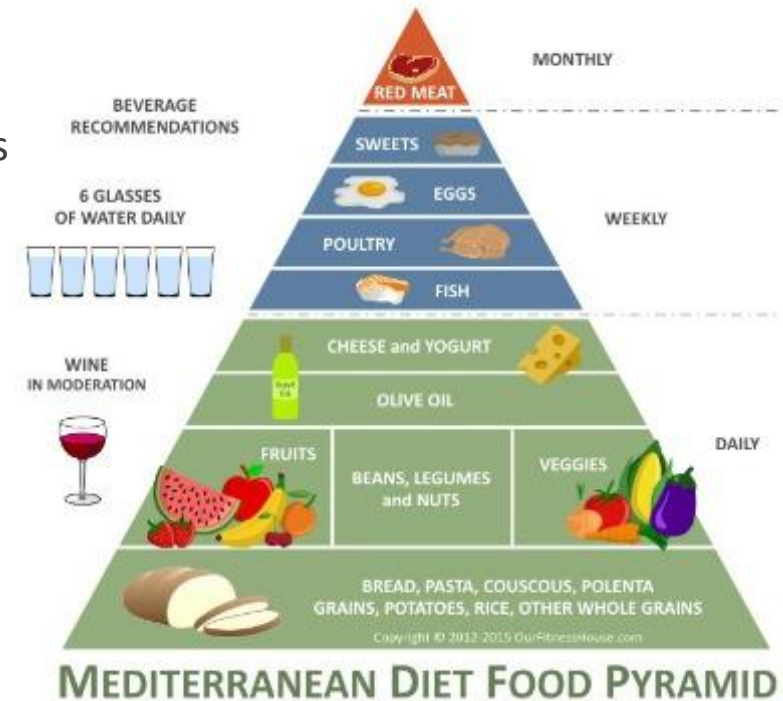 MONTHLY
RED MEAT
BEVERAGE
RECOMMENDATIONS
s
SWEETS
6 GLASSES
OF WATER DAILY
EGGS
WEEKLY
POULTRY
FISH
CHEESE and YOGURT
WINE
IN MODERATION
OLIVE OIL
DAILY
FRUITS
BEANS, LEGUMES
and NUTS
VEGGIES
BREAD, PASTA, COUSCOUS, POLENTA
GRAINS, POTATOES, RICE, OTHER WHOLE GRAINS
Copyright © 2012-2015 OurFitnessHouse.com
MEDITERRANEAN DIET FOOD PYRAMID